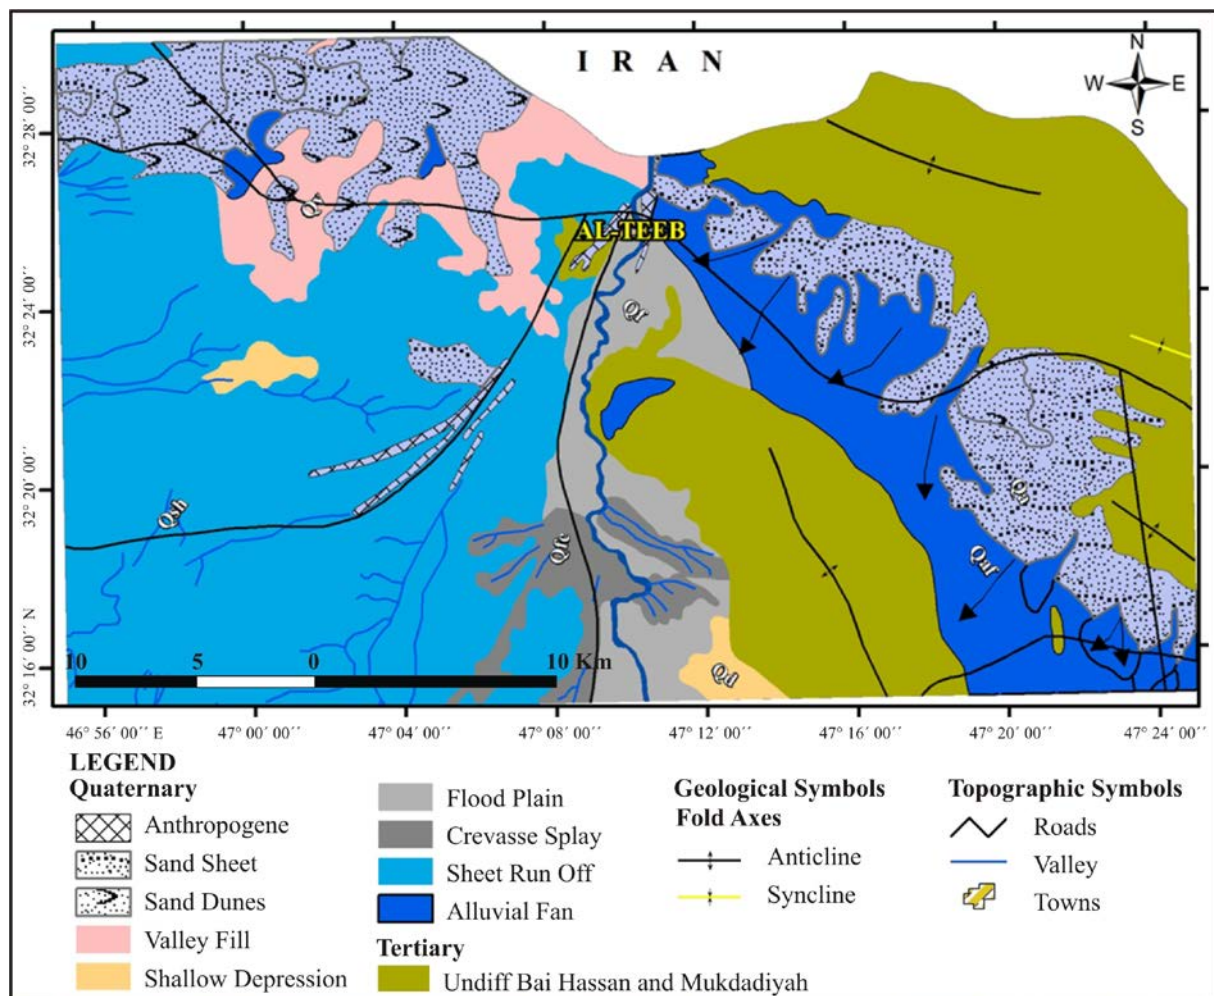 I R A N
N
W E
S
32° 28′ 00″
32° 24′ 00″
32° 20′ 00″
32° 16′ 00″ N
Qv
AL-TEEB
Qf
Qsh
Qfc
Qs
Qaf
Qd
10 5 0 10 Km
46° 56′ 00″ E 47° 00′ 00″ 47° 04′ 00″ 47° 08′ 00″ 47° 12′ 00″ 47° 16′ 00″ 47° 20′ 00″ 47° 24′ 00″
LEGEND
Quaternary
Anthropogene
Sand Sheet
Sand Dunes
Valley Fill
Shallow Depression
Flood Plain
Crevasse Splay
Sheet Run Off
Alluvial Fan
Tertiary
Undiff Bai Hassan and Mukdadiyah
Geological Symbols
Fold Axes
Anticline
Syncline
Topographic Symbols
Roads
Valley
Towns